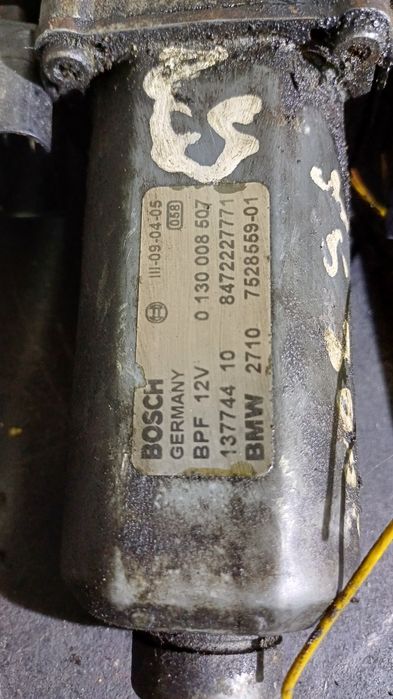 BOSCH III-09-04-05
GERMANY 058
BPF 12V 0 130 008 507
137744 10 8472227771
BMW 2710 7528559-01